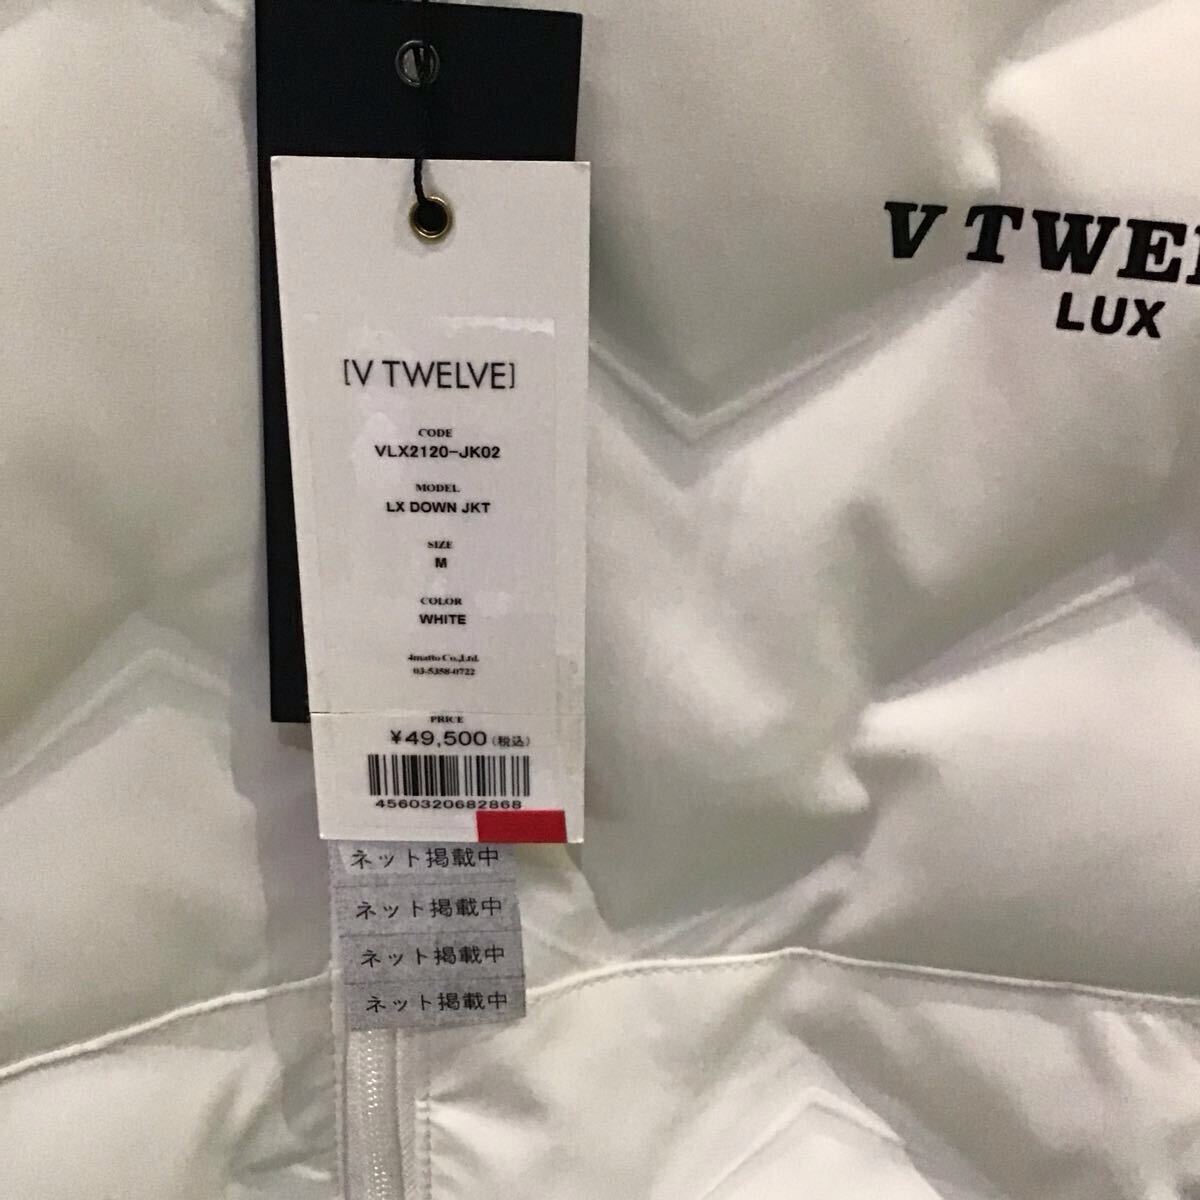 V TWE
LUX
[V TWELVE]
CODE
VLX2120-JK02
MODEL
LX DOWN JKT
SIZE
M
COLOR
WHITE
4matto Co.,Ltd.
03-5358-0722
PRICE
¥49,500(税込)
4560320682868
ネット掲載中
ネット掲載中
ネット掲載中
ネット掲載中